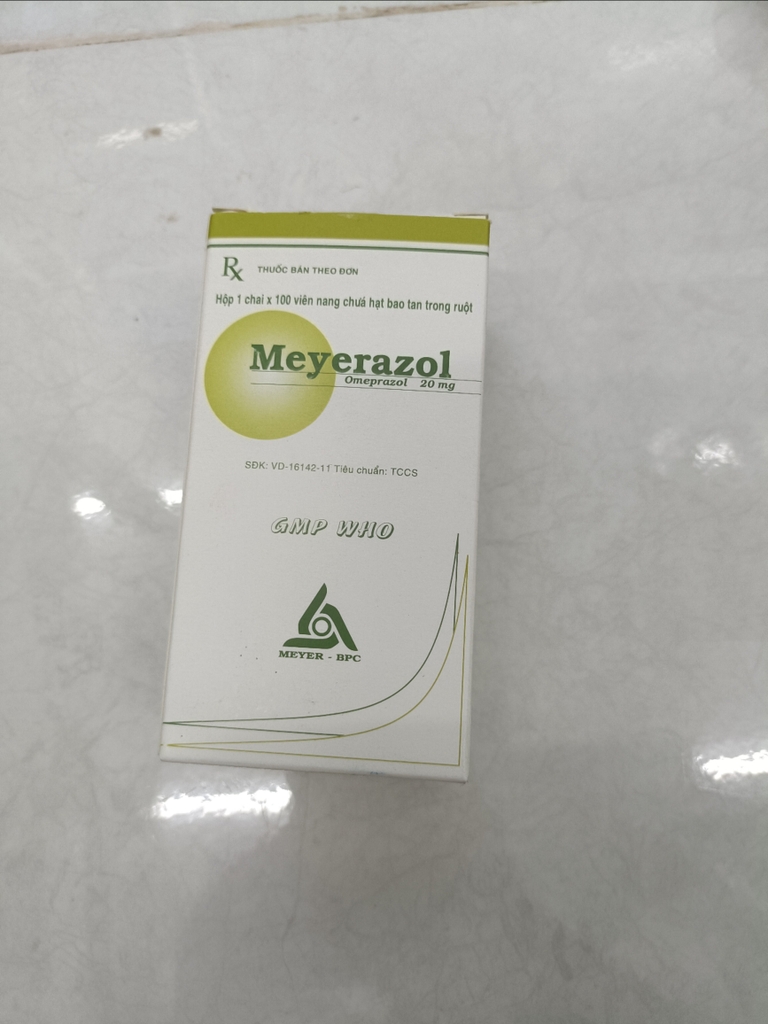 Rx THUỐC BÁN THEO ĐƠN
Hộp 1 chai x 100 viên nang chứa hạt bao tan trong ruột
Meyerazol
Omeprazol 20 mg
SĐK: VD-16142-11 Tiêu chuẩn: TCCS
GMP WHO
MEYER - BPC